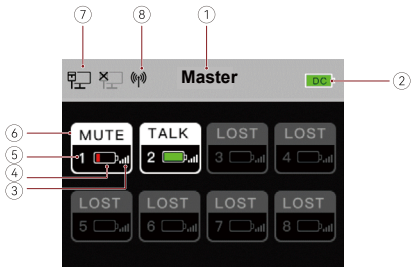 ⑦ ⑧ ①
Master
DC
②
⑥ MUTE TALK LOST LOST
⑤ 1 2 3 4
④
③
LOST LOST LOST LOST
5 6 7 8